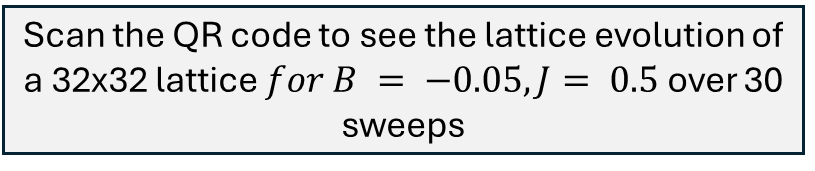 Scan the QR code to see the lattice evolution of
a 32x32 lattice for B = −0.05, J = 0.5 over 30
sweeps